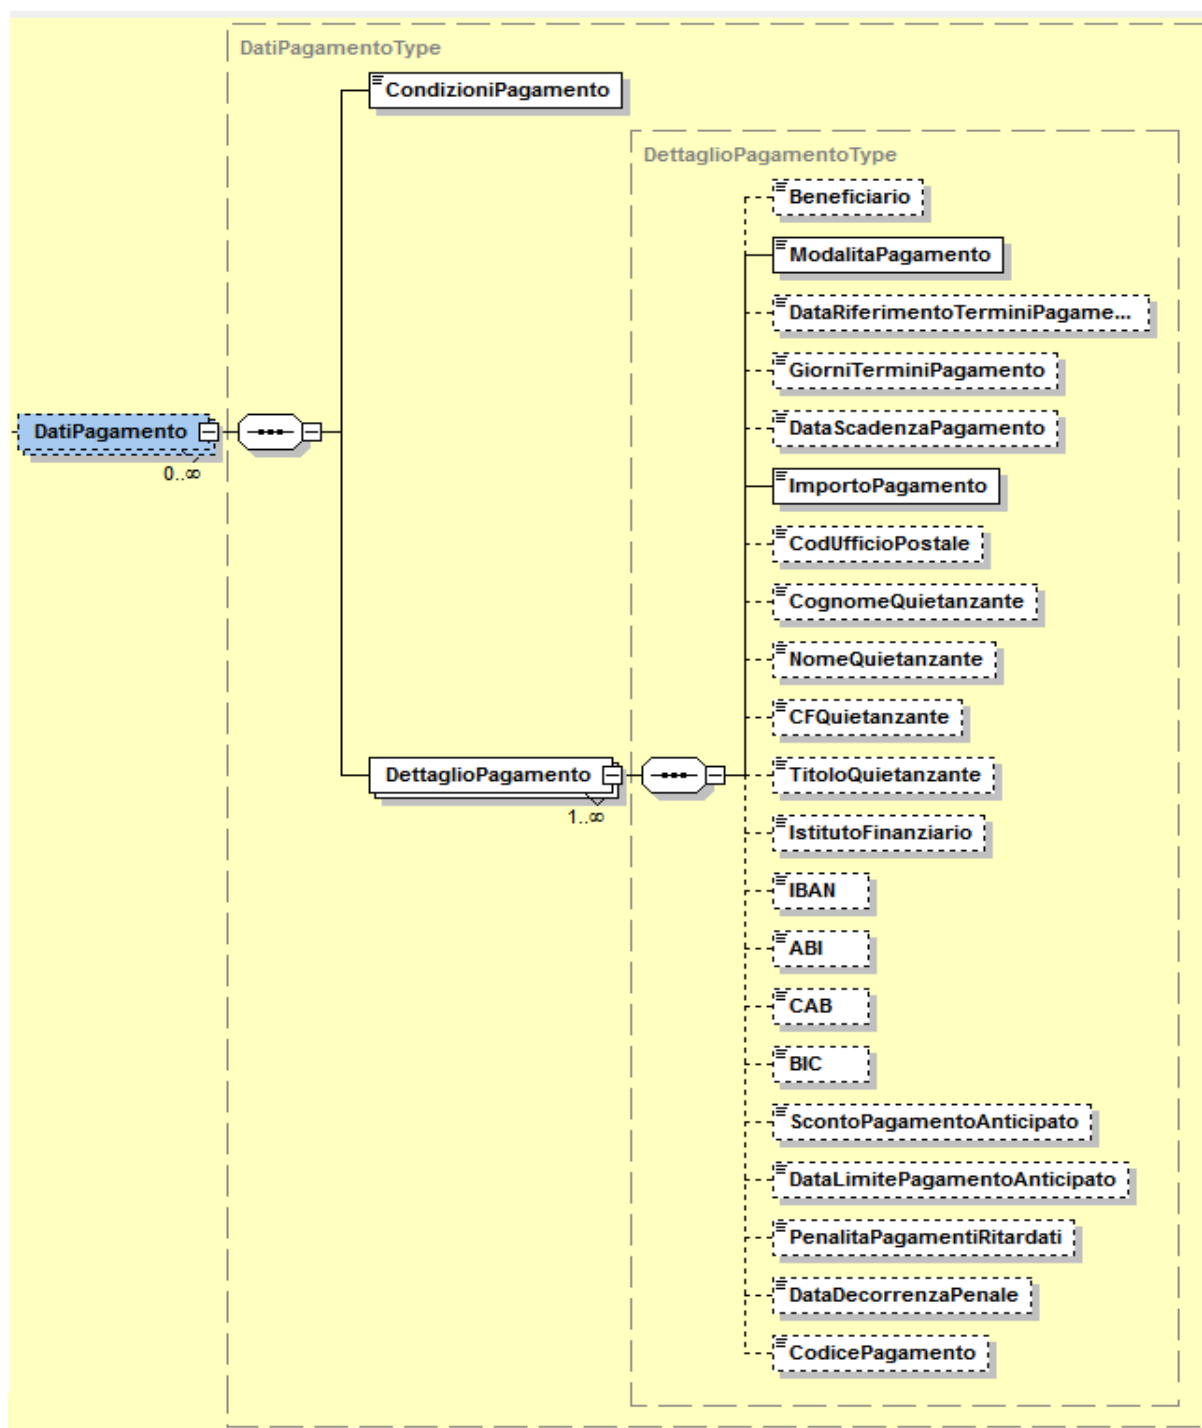 DatiPagamentoType
CondizioniPagamento
DettaglioPagamentoType
Beneficiario
ModalitaPagamento
DataRiferimentoTerminiPagame...
GiorniTerminiPagamento
DatiPagamento
0..∞
DataScadenzaPagamento
ImportoPagamento
CodUfficioPostale
CognomeQuietanzante
NomeQuietanzante
CFQuietanzante
DettaglioPagamento
1..∞
TitoloQuietanzante
IstitutoFinanziario
IBAN
ABI
CAB
BIC
ScontoPagamentoAnticipato
DataLimitePagamentoAnticipato
PenalitaPagamentiRitardati
DataDecorrenzaPenale
CodicePagamento